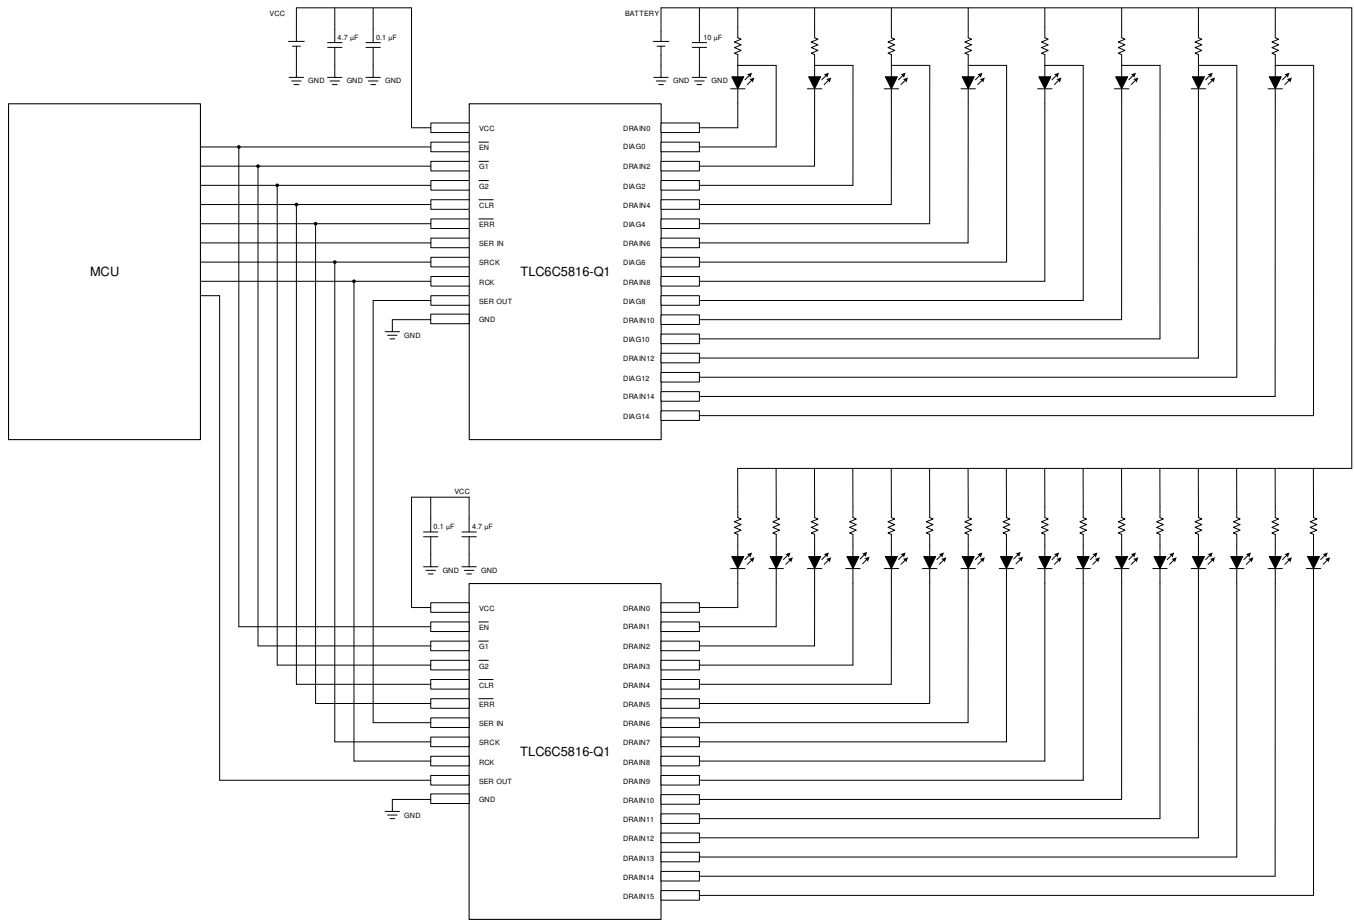 VCC
4.7 µF
0.1 µF
GND
GND
GND
BATTERY
10 µF
GND
GND
MCU
VCC
EN
G1
G2
CLR
ERR
SER IN
SRCK
RCK
SER OUT
GND
GND
TLC6C5816-Q1
DRAIN0
DIAG0
DRAIN2
DIAG2
DRAIN4
DIAG4
DRAIN6
DIAG6
DRAIN8
DIAG8
DRAIN10
DIAG10
DRAIN12
DIAG12
DRAIN14
DIAG14
VCC
0.1 µF
4.7 µF
GND
GND
VCC
EN
G1
G2
CLR
ERR
SER IN
SRCK
RCK
SER OUT
GND
GND
TLC6C5816-Q1
DRAIN0
DRAIN1
DRAIN2
DRAIN3
DRAIN4
DRAIN5
DRAIN6
DRAIN7
DRAIN8
DRAIN9
DRAIN10
DRAIN11
DRAIN12
DRAIN13
DRAIN14
DRAIN15